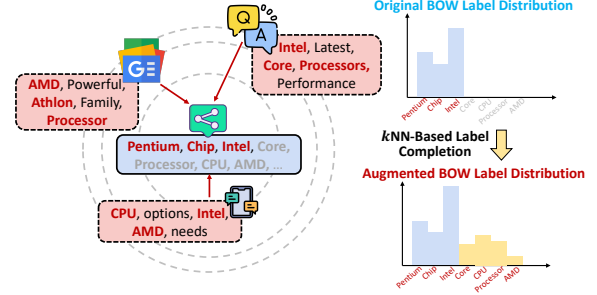 Q
A
GE
Intel, Latest,
Core, Processors,
Performance
AMD, Powerful,
Athlon, Family,
Processor
Pentium, Chip, Intel, Core,
Processor, CPU, AMD, ...
CPU, options, Intel,
AMD, needs
Original BOW Label Distribution
Pentium
Chip
Intel
Core
CPU
Processor
AMD
kNN-Based Label
Completion
Augmented BOW Label Distribution
Pentium
Chip
Intel
Core
CPU
Processor
AMD